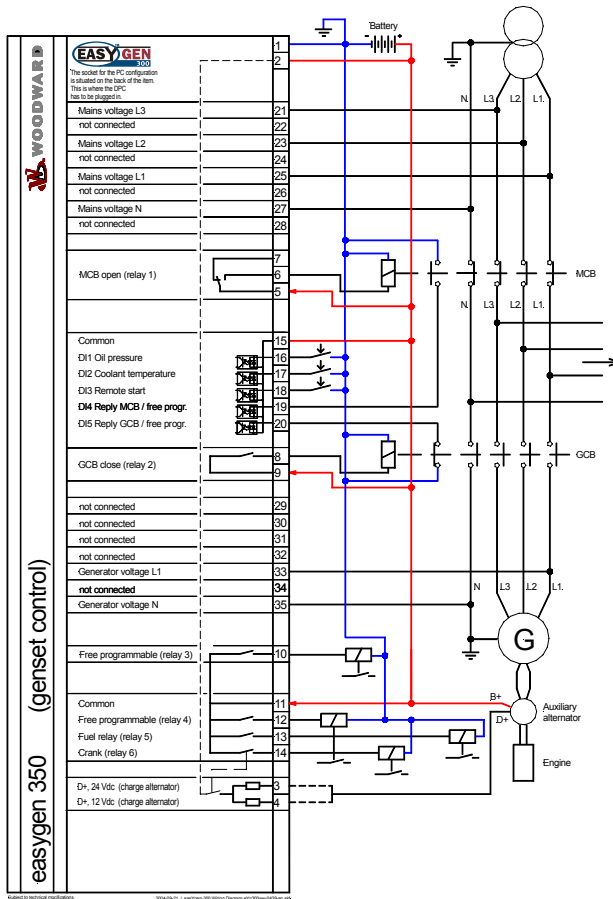 WOODWARD
easygen 350 (genset control)
EASY GEN
300
The socket for the PC configuration
is situated on the back of the item.
This is where the DPC
has to be plugged in.
1
2
Battery
Mains voltage L3 21
not connected 22
Mains voltage L2 23
not connected 24
Mains voltage L1 25
not connected 26
Mains voltage N 27
not connected 28
N. L3. L2. L1.
7
MCB open (relay 1) 6
5
MCB
N. L3. L2. L1.
Common 15
DI1 Oil pressure 16
DI2 Coolant temperature 17
DI3 Remote start 18
DI4 Reply MCB / free progr. 19
DI5 Reply GCB / free progr. 20
GCB close (relay 2) 8
9
GCB
not connected 29
not connected 30
not connected 31
not connected 32
Generator voltage L1 33
not connected 34
Generator voltage N 35
N L3 L2 L1.
G
Free programmable (relay 3) 10
Common 11
Free programmable (relay 4) 12
Fuel relay (relay 5) 13
Crank (relay 6) 14
B+
D+
Auxiliary
alternator
Engine
D+, 24 Vdc (charge alternator) 3
D+, 12 Vdc (charge alternator) 4
Subject to technical modifications.